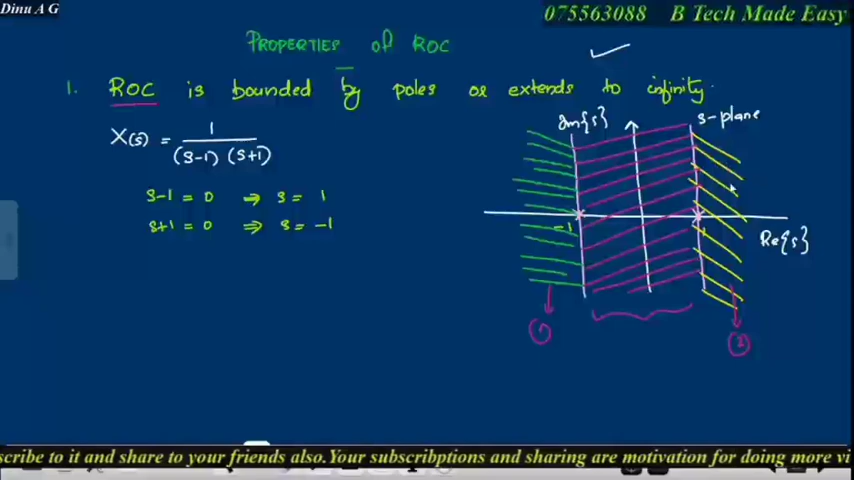 Dinu A G
075563088 B Tech Made Easy
PROPERTIES of ROC
1. ROC is bounded by poles or extends to infinity.
X(s) = 1 / (s-1) (s+1)
s-1 = 0 ⇒ s = 1
s+1 = 0 ⇒ s = -1
Im{s}
s-plane
-1
1
Re{s}
1
2
scribe to it and share to your friends also.Your subscribptions and sharing are motivation for doing more vi